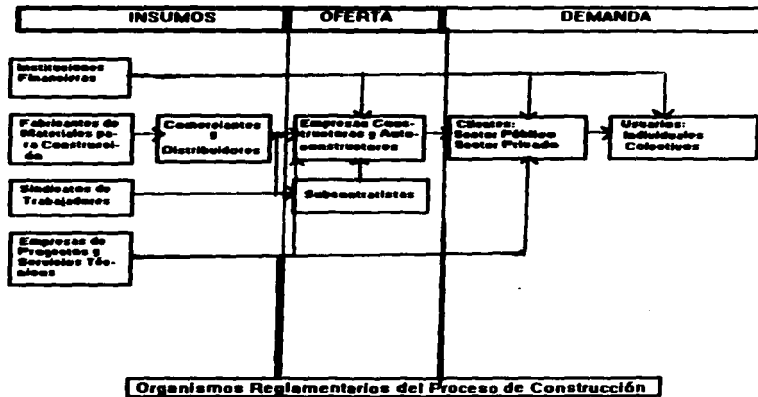 INSUMOS
OFERTA
DEMANDA
Instituciones
Financieras
Fabricantes de
Materiales pa-
ra Construcci-
ón
Comerciantes
y
Distribuidores
Empresas Cons-
tructoras y Auto-
constructores
Clientes:
Sector Público
Sector Privado
Usuarios:
Individuales
Colectivos
Sindicatos de
Trabajadores
Subcontratistas
Empresas de
Proyectos y
Servicios Téc-
nicos
Organismos Reglamentarios del Proceso de Construcción